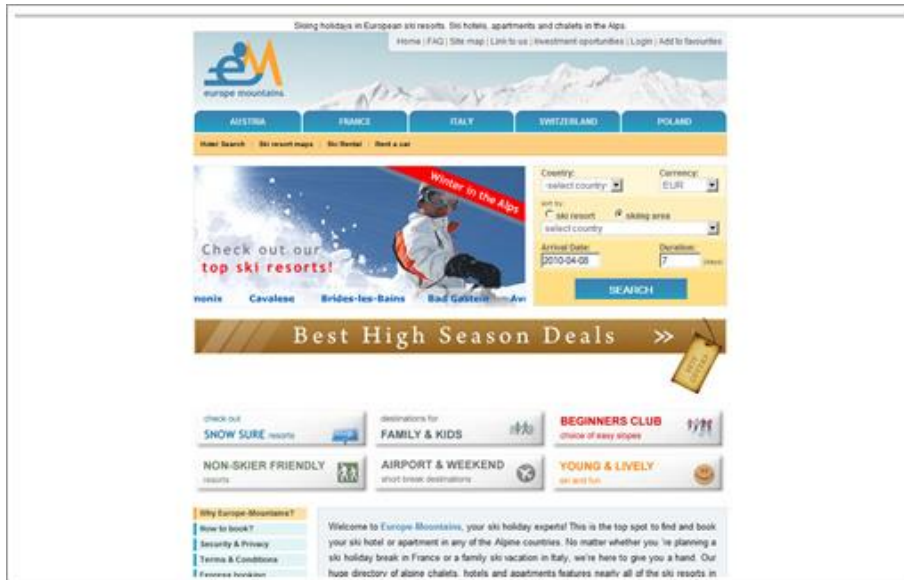 Skiing holidays in European ski resorts. Ski hotels, apartments and chalets in the Alps.
Home | FAQ | Site map | Link to us | Investment oportunities | Login | Add to favourites
eM
europe mountains
AUSTRIA FRANCE ITALY SWITZERLAND POLAND
Hotel Search | Ski resort maps | Ski Rental | Rent a car
Winter in the Alps
Check out our
top ski resorts!
nonix Cavalese Brides-les-Bains Bad Gastein Av
Country: Currency:
select country EUR
sort by:
ski resort skiing area
select country
Arrival Date: Duration:
2010-04-08 7 (days)
SEARCH
Best High Season Deals >>
BEST OFFERS
check out
SNOW SURE resorts
destinations for
FAMILY & KIDS
BEGINNERS CLUB
choice of easy slopes
NON-SKIER FRIENDLY
resorts
AIRPORT & WEEKEND
short break destinations
YOUNG & LIVELY
ski and fun
Why Europe-Mountains?
How to book?
Security & Privacy
Terms & Conditions
Express booking
Welcome to Europe-Mountains, your ski holiday experts! This is the top spot to find and book
your ski hotel or apartment in any of the Alpine countries. No matter whether you 're planning a
ski holiday break in France or a family ski vacation in Italy, we're here to give you a hand. Our
huge directory of alpine chalets, hotels and apartments features nearly all of the ski resorts in